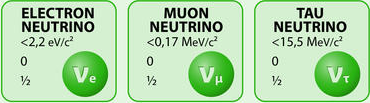 ELECTRON
NEUTRINO
<2,2 eV/c²
0
½
νe
MUON
NEUTRINO
<0,17 MeV/c²
0
½
νμ
TAU
NEUTRINO
<15,5 MeV/c²
0
½
ντ